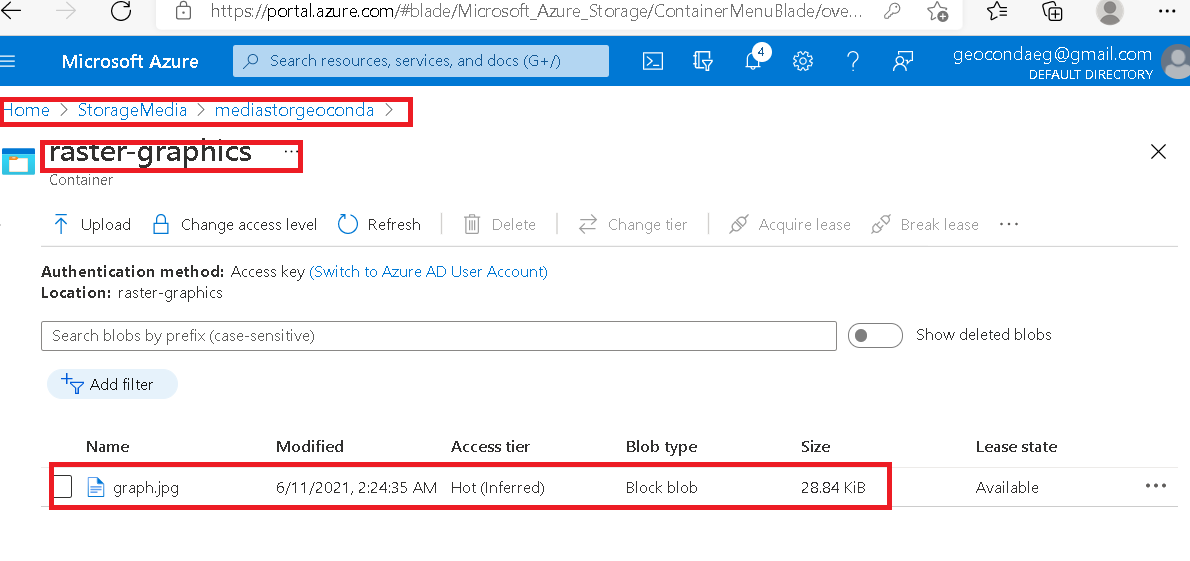 https://portal.azure.com/#blade/Microsoft_Azure_Storage/ContainerMenuBlade/ove...
Microsoft Azure
Search resources, services, and docs (G+/)
4
geocondaeg@gmail.com
DEFAULT DIRECTORY
Home > StorageMedia > mediastorgeoconda >
raster-graphics ...
Container
Upload Change access level Refresh Delete Change tier Acquire lease Break lease ...
Authentication method: Access key (Switch to Azure AD User Account)
Location: raster-graphics
Search blobs by prefix (case-sensitive) Show deleted blobs
Add filter
Name Modified Access tier Blob type Size Lease state
graph.jpg 6/11/2021, 2:24:35 AM Hot (Inferred) Block blob 28.84 KiB Available ...